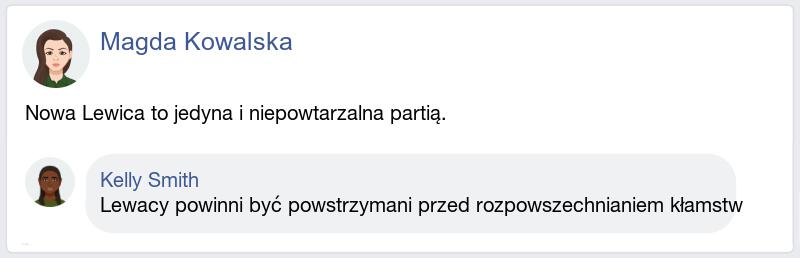 Magda Kowalska
Nowa Lewica to jedyna i niepowtarzalna partią.
Kelly Smith
Lewacy powinni być powstrzymani przed rozpowszechnianiem kłamstw